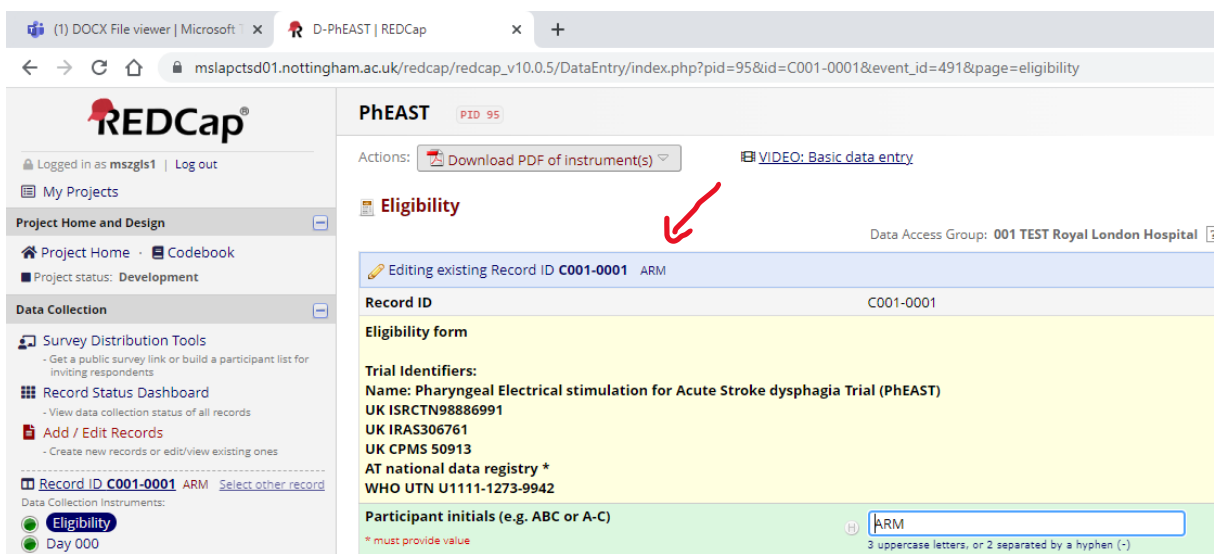 (1) DOCX File viewer | Microsoft T
D-PhEAST | REDCap
mslapctsd01.nottingham.ac.uk/redcap/redcap_v10.0.5/DataEntry/index.php?pid=95&id=C001-0001&event_id=491&page=eligibility
REDCap®
Logged in as mszgls1 | Log out
My Projects
Project Home and Design
Project Home · Codebook
Project status: Development
Data Collection
Survey Distribution Tools
- Get a public survey link or build a participant list for
inviting respondents
Record Status Dashboard
- View data collection status of all records
Add / Edit Records
- Create new records or edit/view existing ones
Record ID C001-0001 ARM Select other record
Data Collection Instruments:
Eligibility
Day 000
PhEAST PID 95
Actions: Download PDF of instrument(s) VIDEO: Basic data entry
Eligibility
Data Access Group: 001 TEST Royal London Hospital ?
Editing existing Record ID C001-0001 ARM
Record ID C001-0001
Eligibility form
Trial Identifiers:
Name: Pharyngeal Electrical stimulation for Acute Stroke dysphagia Trial (PhEAST)
UK ISRCTN98886991
UK IRAS306761
UK CPMS 50913
AT national data registry *
WHO UTN U1111-1273-9942
Participant initials (e.g. ABC or A-C) H ARM
* must provide value
3 uppercase letters, or 2 separated by a hyphen (-)